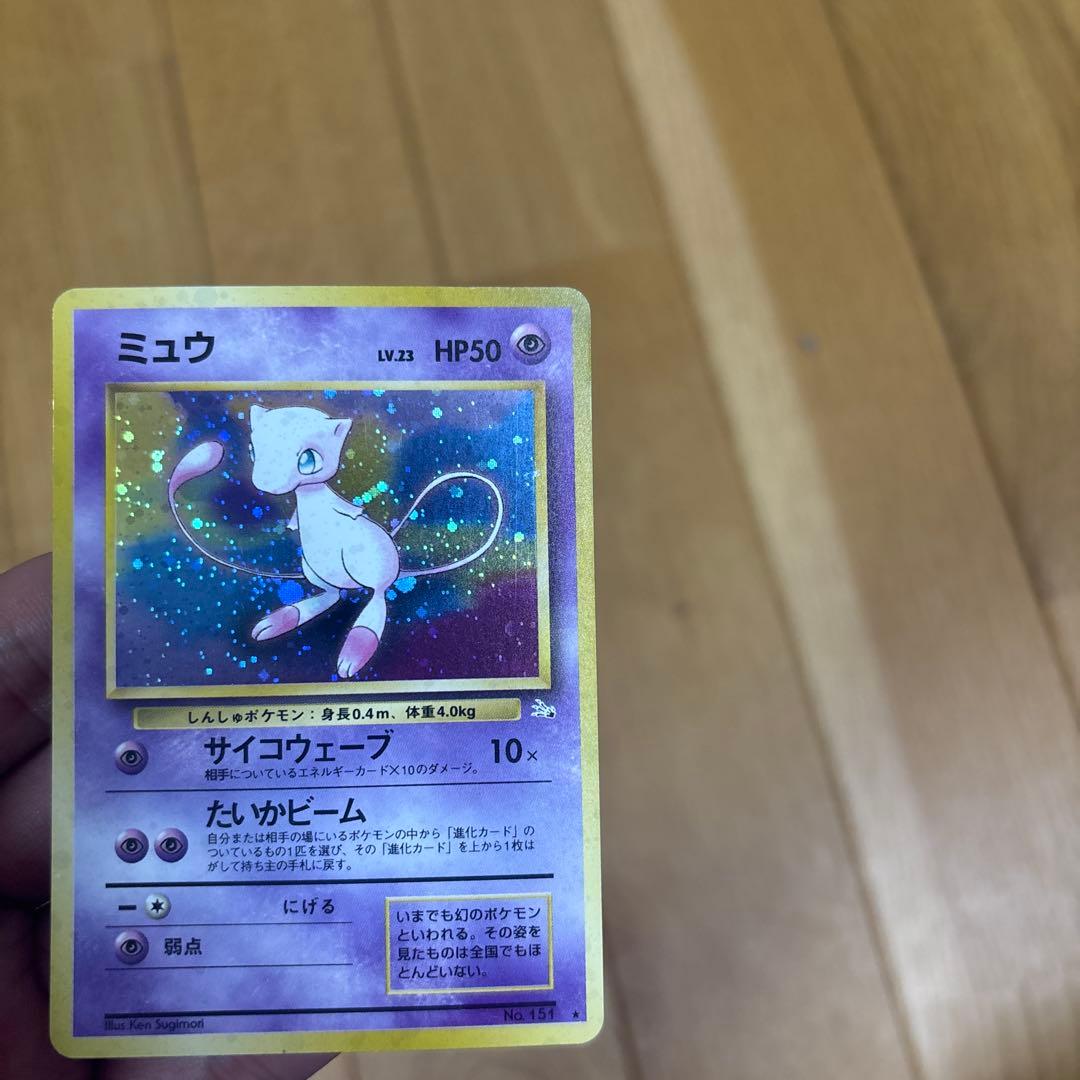 ミュウ LV.23 HP50
しんしゅポケモン：身長0.4m、体重4.0kg
サイコウェーブ 10×
相手についているエネルギーカード×10のダメージ。
たいかビーム
自分または相手の場にいるポケモンの中から「進化カード」の
ついているもの1匹を選び、その「進化カード」を上から1枚は
がして持ち主の手札に戻す。
にげる
弱点
いまでも幻のポケモン
といわれる。その姿を
見たものは全国でもほ
とんどいない。
Illus. Ken Sugimori No. 151 ★